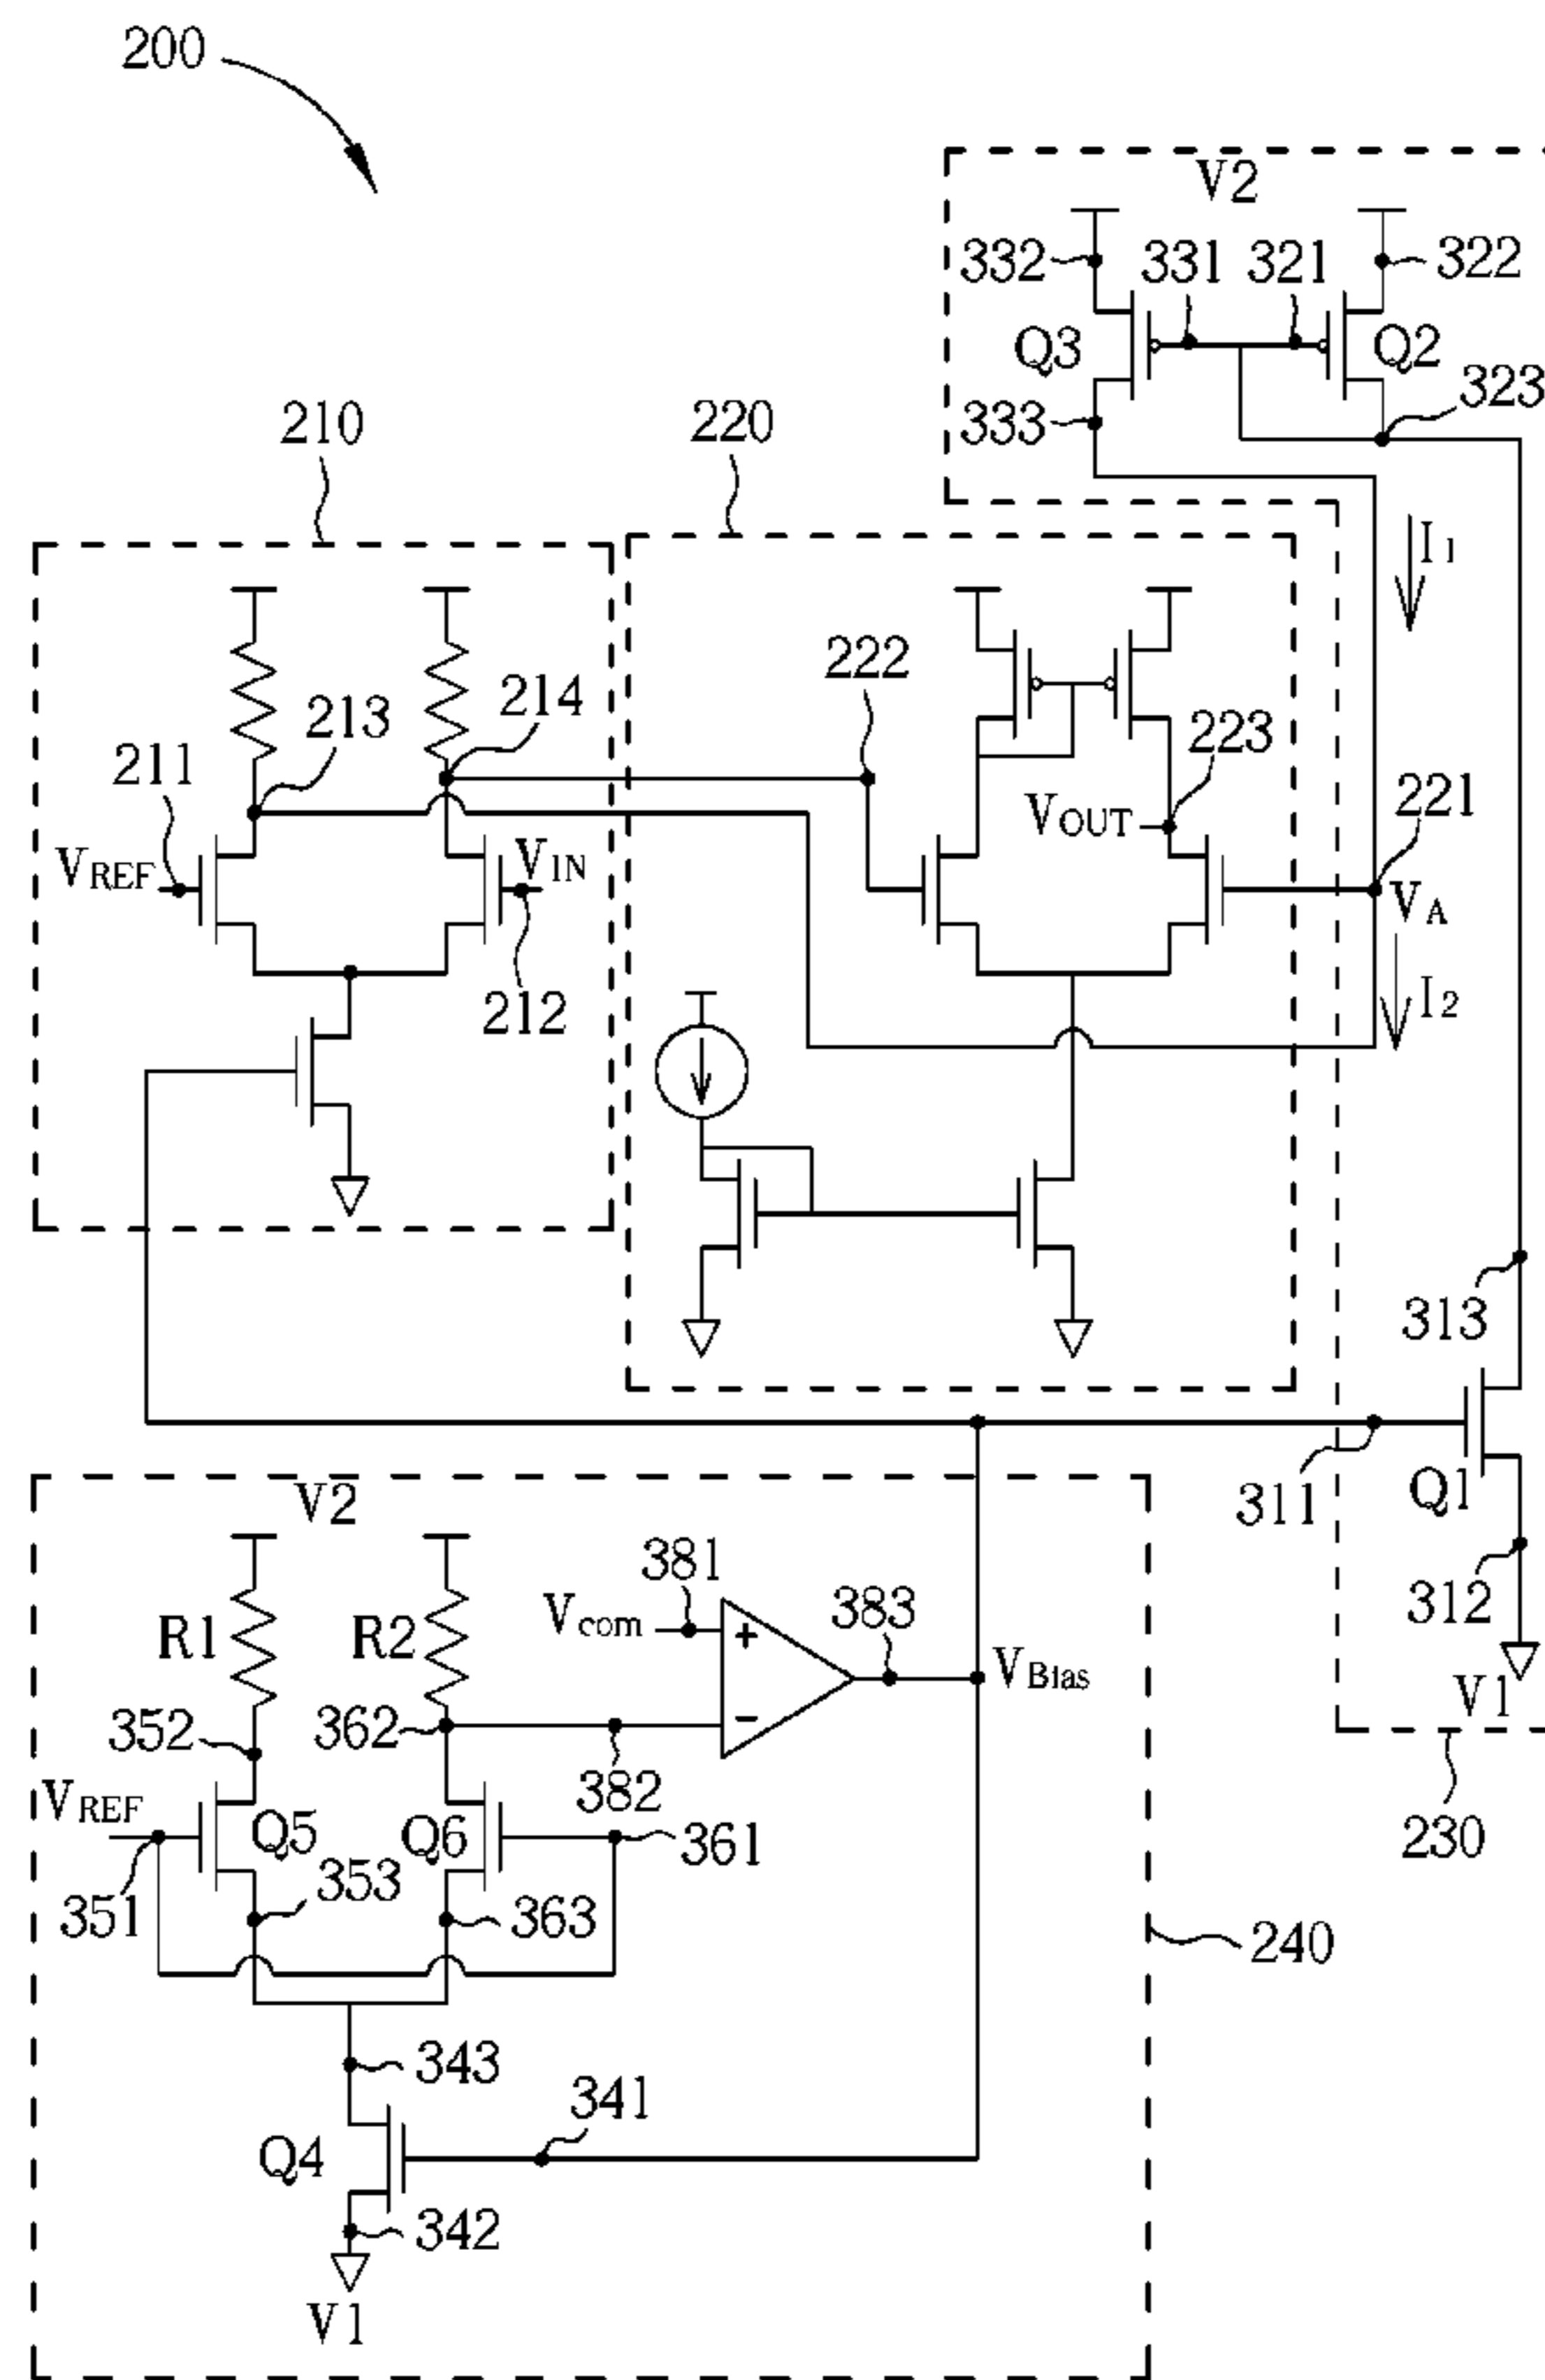 200
V2
332
331
321
322
Q3
Q2
323
333
210
220
I1
222
213
214
211
223
VOUT
221
VREF
VIN
VA
212
I2
313
311
Q1
312
V1
230
V2
381
Vcom
383
R1
R2
+
VBias
352
362
−
382
VREF
Q5
Q6
361
351
353
363
240
343
341
Q4
342
V1